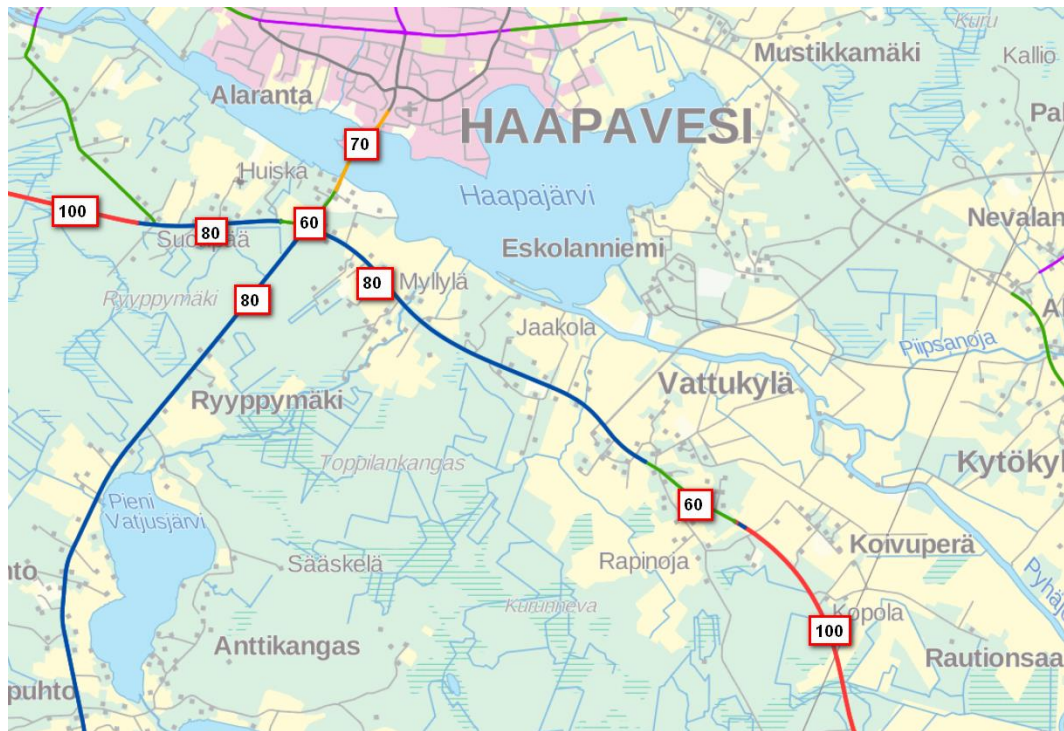 Kuru
Mustikkamäki
Kallio
Alaranta
HAAPAVESI
70
Huiska
Haapajärvi
100
60
80
Nevalan
Eskolanniemi
Ryyppymäki
80
80
Myllylä
Jaakola
Piipsanoja
Vattukylä
Ryyppymäki
Toppilankangas
Kytökyl
Pieni
Vatjusjärvi
60
Koivuperä
Sääskelä
Rapinoja
Kurunneva
Kopola
100
Anttikangas
Rautionsaa
puhto